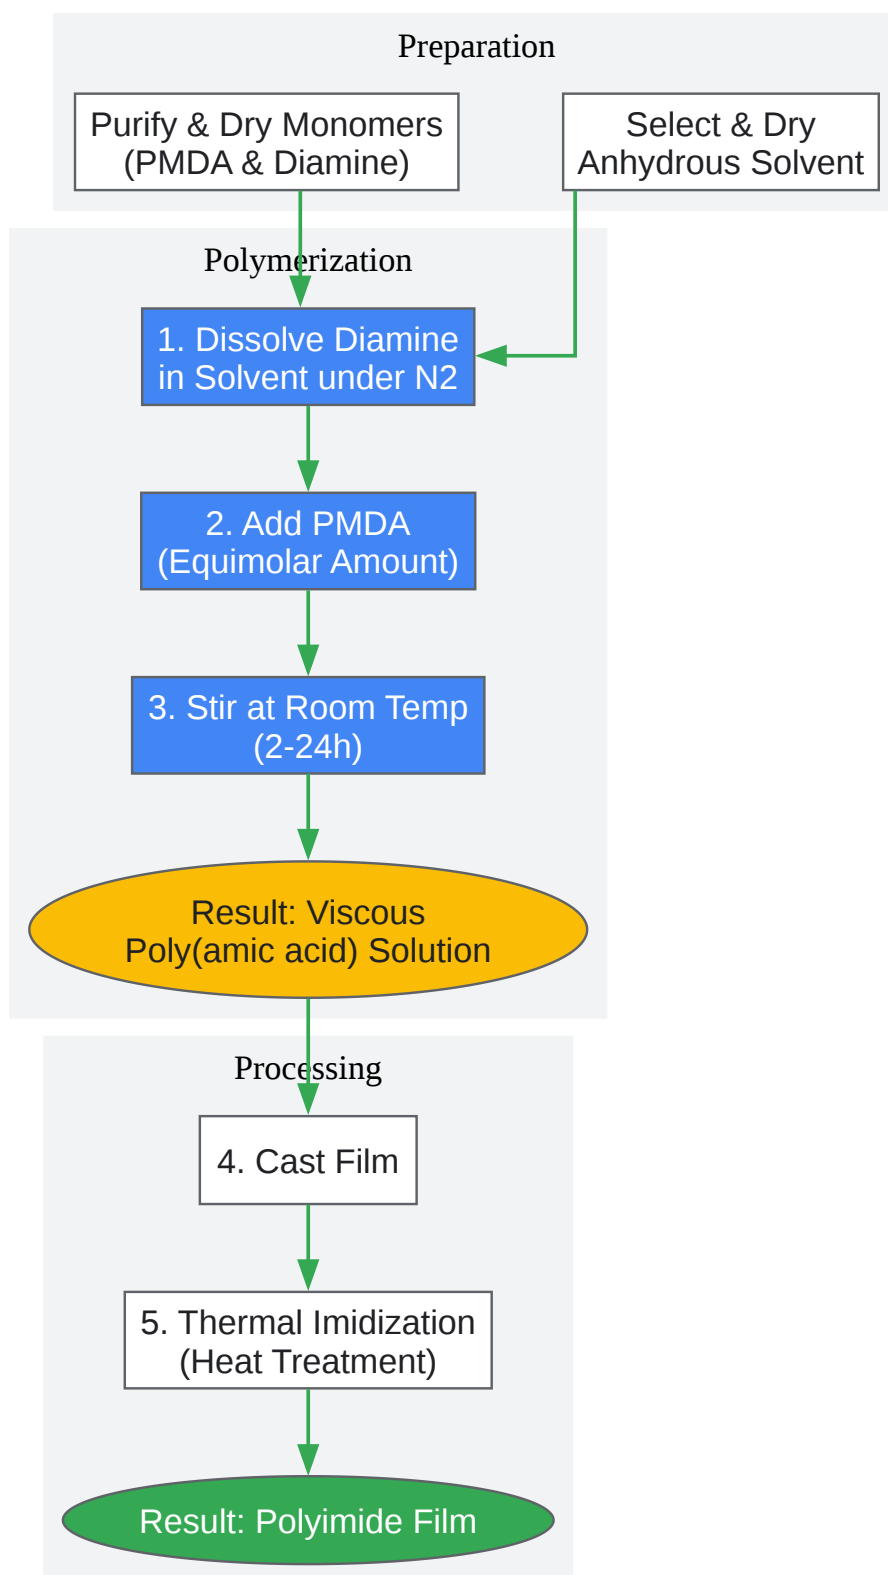 Preparation
Purify & Dry Monomers
(PMDA & Diamine)
Select & Dry
Anhydrous Solvent
Polymerization
1. Dissolve Diamine
in Solvent under N2
2. Add PMDA
(Equimolar Amount)
3. Stir at Room Temp
(2-24h)
Result: Viscous
Poly(amic acid) Solution
Processing
4. Cast Film
5. Thermal Imidization
(Heat Treatment)
Result: Polyimide Film